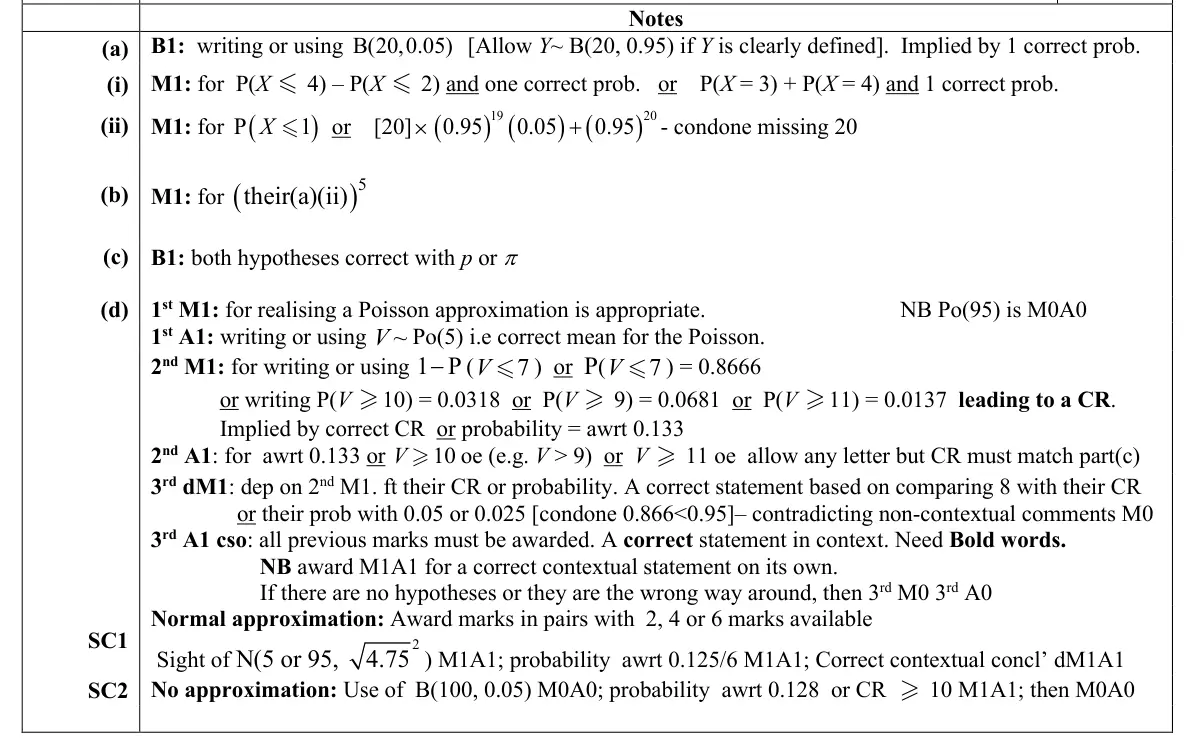 Notes
(a) B1: writing or using B(20,0.05) [Allow Y~ B(20, 0.95) if Y is clearly defined]. Implied by 1 correct prob.
(i) M1: for P(X ⩽ 4) – P(X ⩽ 2) and one correct prob. or P(X = 3) + P(X = 4) and 1 correct prob.
(ii) M1: for P(X ⩽ 1) or [20]× (0.95)¹⁹(0.05)+(0.95)²⁰ - condone missing 20
(b) M1: for (their(a)(ii))⁵
(c) B1: both hypotheses correct with p or π
(d) 1st M1: for realising a Poisson approximation is appropriate. NB Po(95) is M0A0
1st A1: writing or using V ~ Po(5) i.e correct mean for the Poisson.
2nd M1: for writing or using 1−P(V ⩽ 7 ) or P(V ⩽ 7 ) = 0.8666
or writing P(V ⩾ 10) = 0.0318 or P(V ⩾ 9) = 0.0681 or P(V ⩾ 11) = 0.0137 leading to a CR.
Implied by correct CR or probability = awrt 0.133
2nd A1: for awrt 0.133 or V ⩾ 10 oe (e.g. V > 9) or V ⩾ 11 oe allow any letter but CR must match part(c)
3rd dM1: dep on 2nd M1. ft their CR or probability. A correct statement based on comparing 8 with their CR
or their prob with 0.05 or 0.025 [condone 0.866<0.95]– contradicting non-contextual comments M0
3rd A1 cso: all previous marks must be awarded. A correct statement in context. Need Bold words.
NB award M1A1 for a correct contextual statement on its own.
If there are no hypotheses or they are the wrong way around, then 3rd M0 3rd A0
Normal approximation: Award marks in pairs with 2, 4 or 6 marks available
SC1
Sight of N(5 or 95, √4.75² ) M1A1; probability awrt 0.125/6 M1A1; Correct contextual concl’ dM1A1
SC2 No approximation: Use of B(100, 0.05) M0A0; probability awrt 0.128 or CR ⩾ 10 M1A1; then M0A0